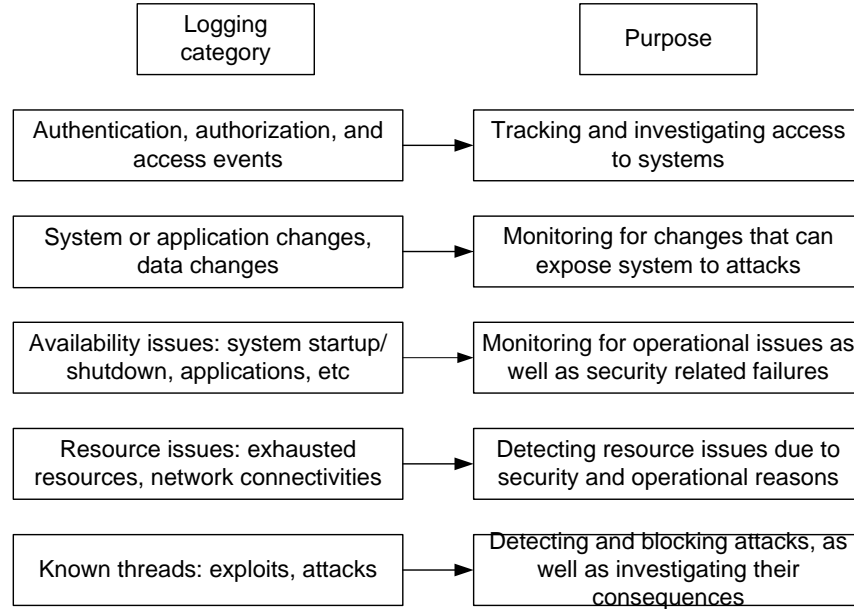 Logging
category
Purpose
Authentication, authorization, and
access events
Tracking and investigating access
to systems
System or application changes,
data changes
Monitoring for changes that can
expose system to attacks
Availability issues: system startup/
shutdown, applications, etc
Monitoring for operational issues as
well as security related failures
Resource issues: exhausted
resources, network connectivities
Detecting resource issues due to
security and operational reasons
Known threads: exploits, attacks
Detecting and blocking attacks, as
well as investigating their
consequences